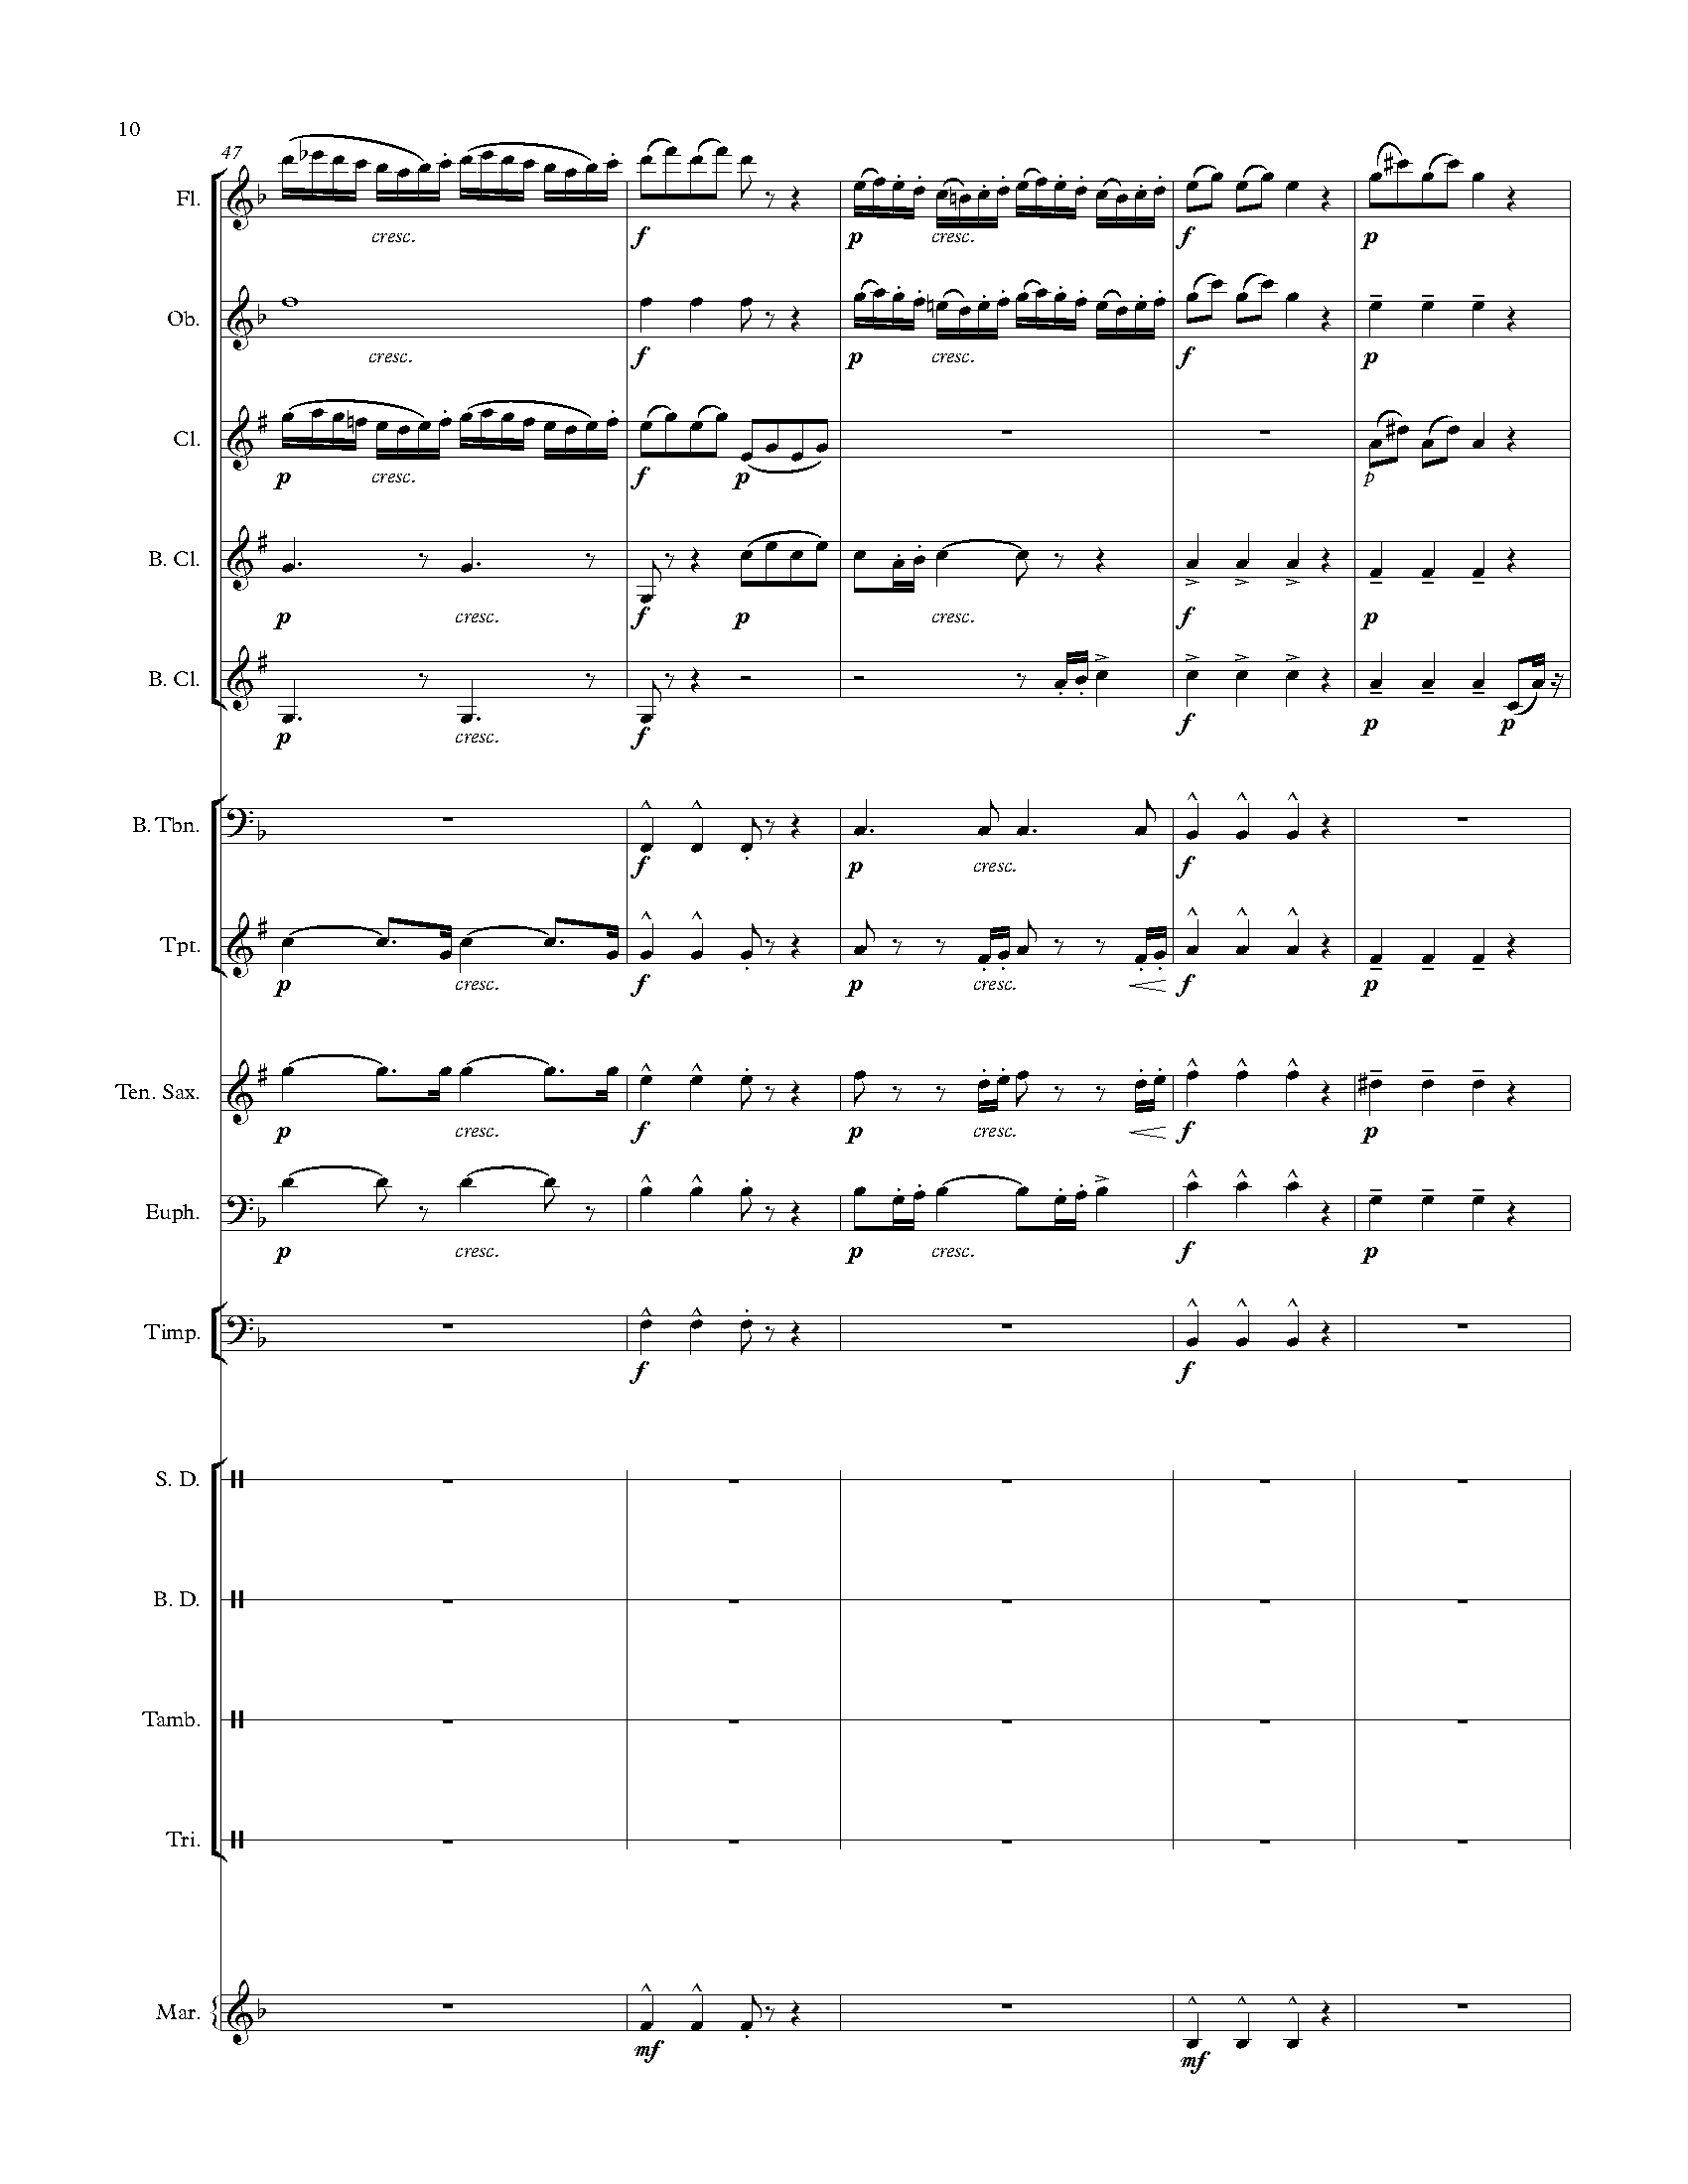 10
47
Fl.
cresc.
f
p
cresc.
f
p
Ob.
cresc.
f
p
cresc.
f
p
Cl.
p
cresc.
f
p
p
B. Cl.
p
cresc.
f
p
cresc.
f
p
B. Cl.
p
cresc.
f
f
p
p
B. Tbn.
f
p
cresc.
f
Tpt.
p
cresc.
f
p
cresc.
f
p
Ten. Sax.
p
cresc.
f
p
cresc.
f
p
Euph.
p
cresc.
p
cresc.
f
p
Timp.
f
f
S. D.
B. D.
Tamb.
Tri.
Mar.
mf
mf